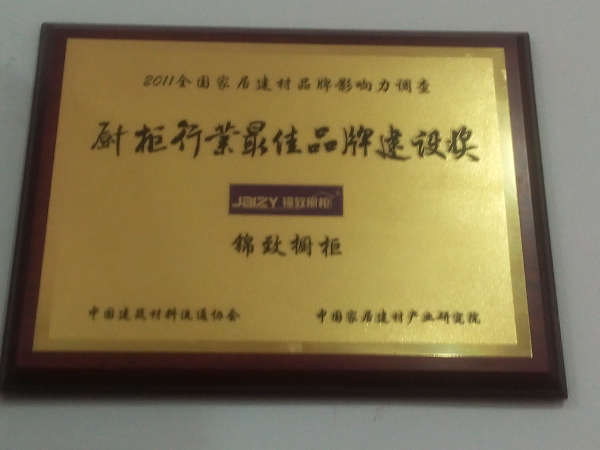 2011全国家居建材品牌影响力调查
厨柜行業最佳品牌建设奖
JaIZY 锦致橱柜
锦致橱柜
中国建筑材料流通协会 中国家居建材产业研究院